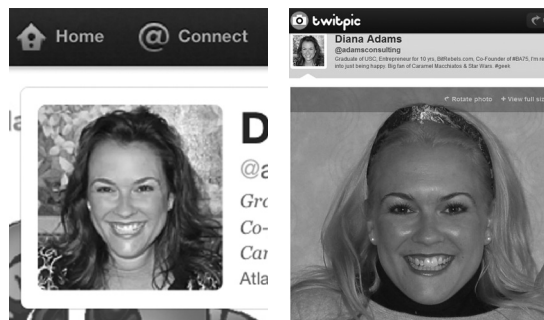 Home
@ Connect
D
@a
Gra
Co-
Car
Atla
twitpic
Diana Adams
@adamsconsulting
Graduate of USC, Entrepreneur for 10 yrs, BitRebels.com. Co-Founder of #BA75, I'm re
into just being happy. Big fan of Caramel Macchiatos & Star Wars. #geek
Rotate photo
+ View full siz